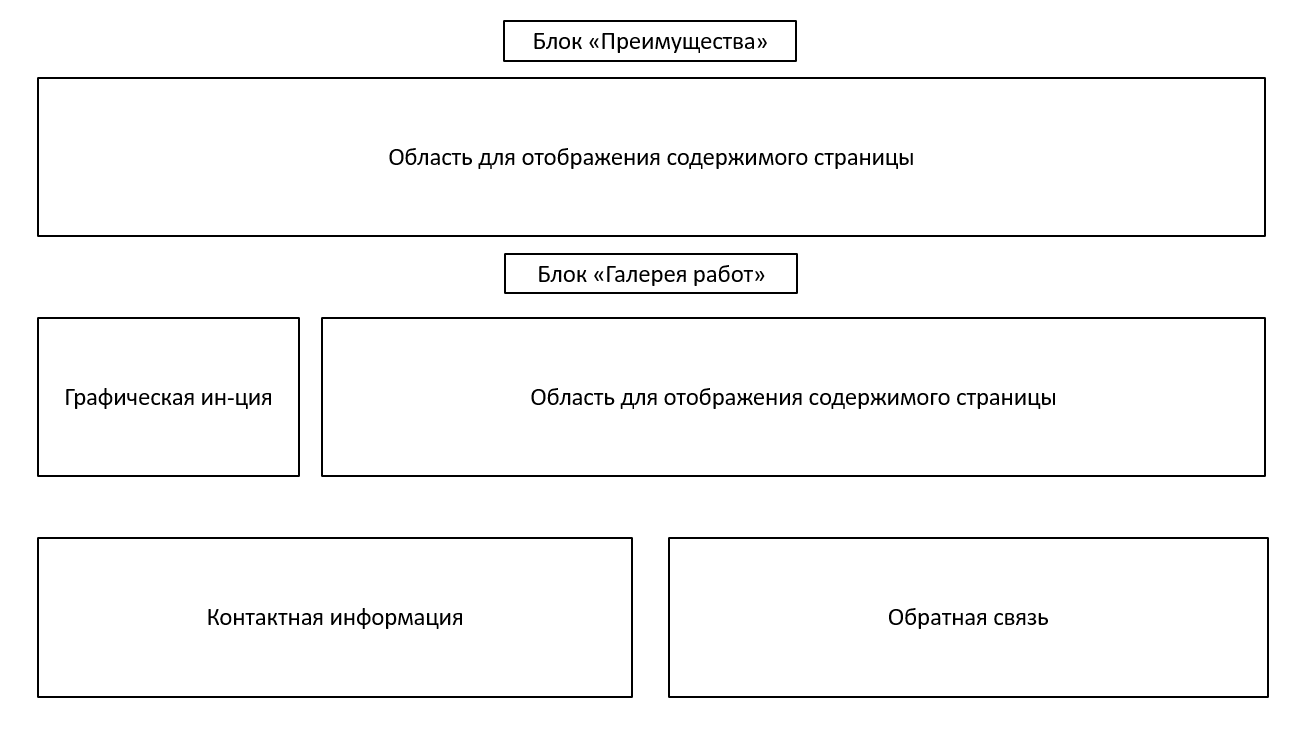 Блок «Преимущества»
Область для отображения содержимого страницы
Блок «Галерея работ»
Графическая ин-ция
Область для отображения содержимого страницы
Контактная информация
Обратная связь